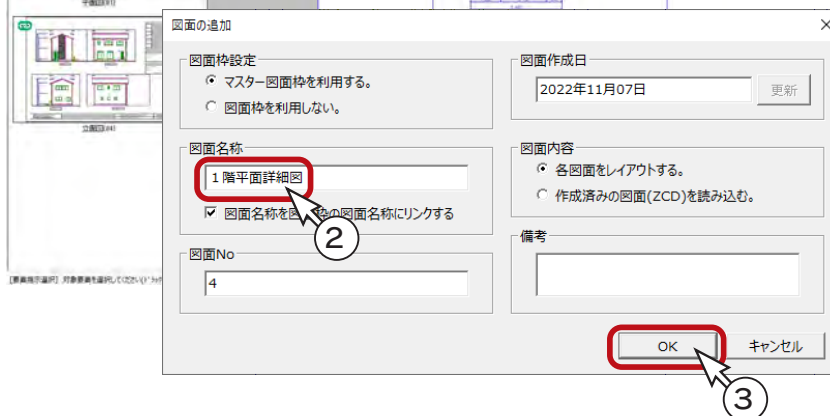 平面図(#1)
立面図(#4)
図面の追加
図面枠設定
マスター図面枠を利用する。
図面枠を利用しない。
図面作成日
2022年11月07日
更新
図面名称
1階平面詳細図
図面名称を図 枠の図面名称にリンクする
②
図面内容
各図面をレイアウトする。
作成済みの図面(ZCD)を読み込む。
図面No
4
備考
OK
キャンセル
③